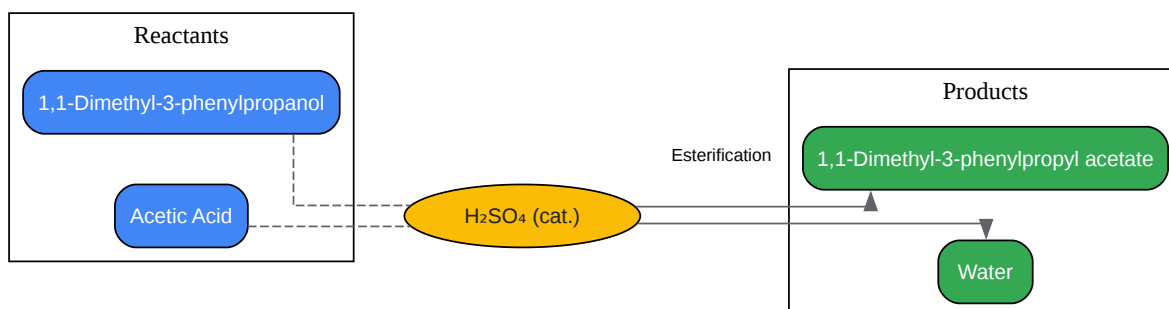 Reactants
1,1-Dimethyl-3-phenylpropanol
Acetic Acid
H₂SO₄ (cat.)
Esterification
Products
1,1-Dimethyl-3-phenylpropyl acetate
Water